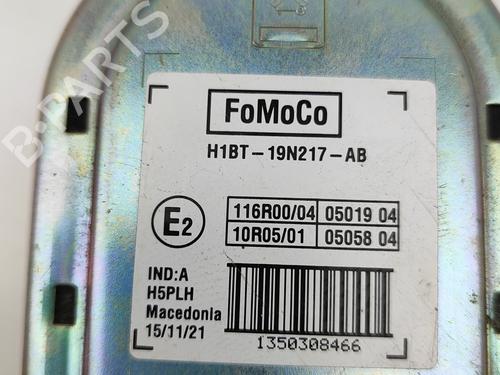 B-PARTS
FoMoCo
H1BT-19N217-AB
E2
116R00/04 05019 04
10R05/01 05058 04
IND:A
H5PLH
Macedonia
15/11/21
1350308466